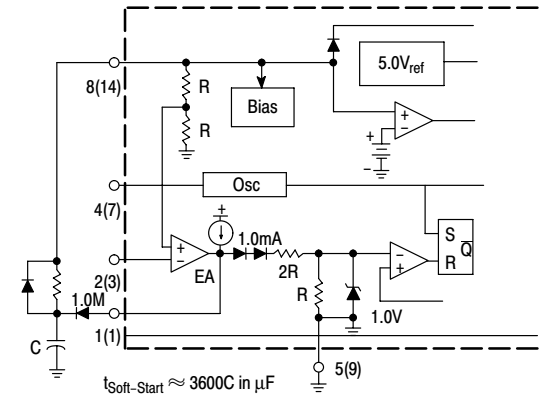 5.0Vref
8(14)
R
Bias
+
−
R
+
−
Osc
4(7)
+
1.0mA
S
Q̅
R
+
−
2(3)
EA
2R
−
+
R
1.0V
1.0M
1(1)
C
5(9)
tSoft−Start ≈ 3600C in µF